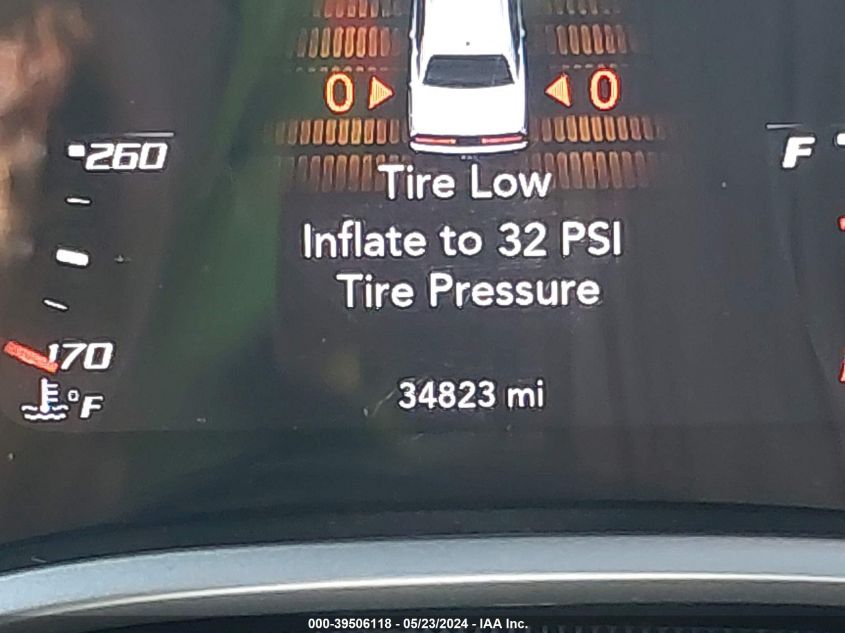 0 0
260 F
Tire Low
Inflate to 32 PSI
Tire Pressure
170
°F
34823 mi
000-39506118 - 05/23/2024 - IAA Inc.